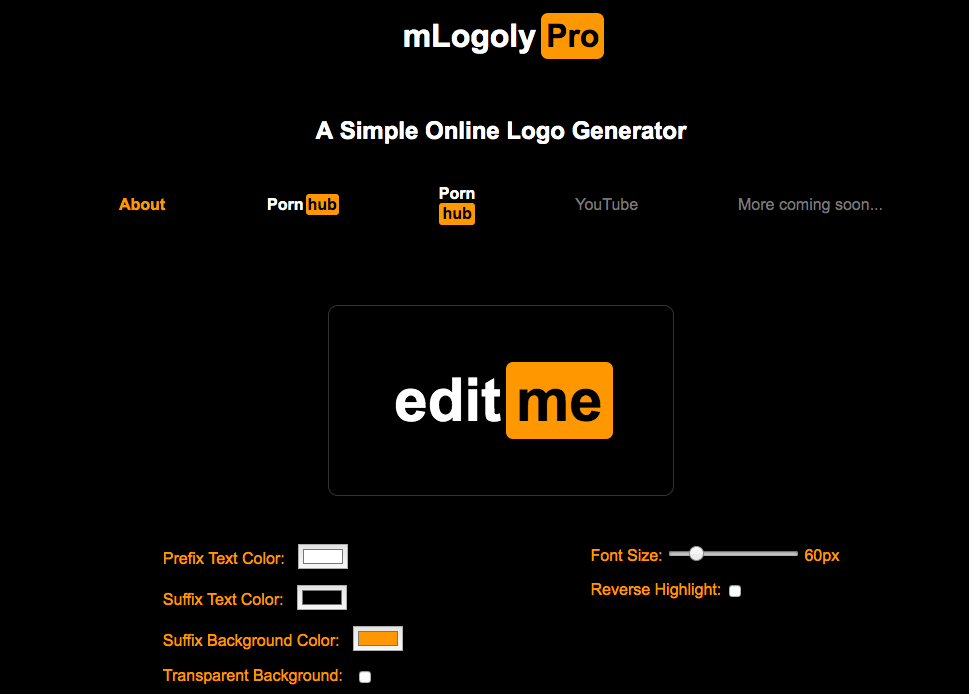 mLogoly Pro
A Simple Online Logo Generator
About Porn hub Porn hub YouTube More coming soon...
edit me
Prefix Text Color: Font Size: 60px
Suffix Text Color: Reverse Highlight:
Suffix Background Color:
Transparent Background: